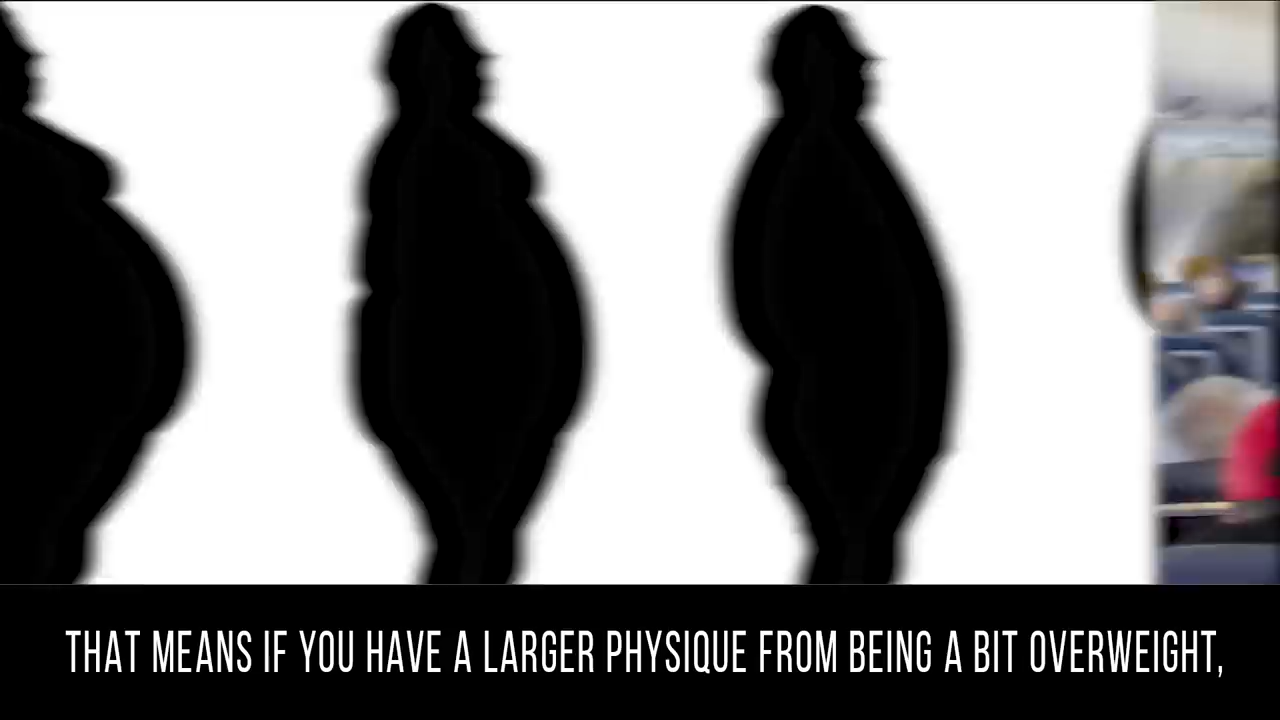 THAT MEANS IF YOU HAVE A LARGER PHYSIQUE FROM BEING A BIT OVERWEIGHT,